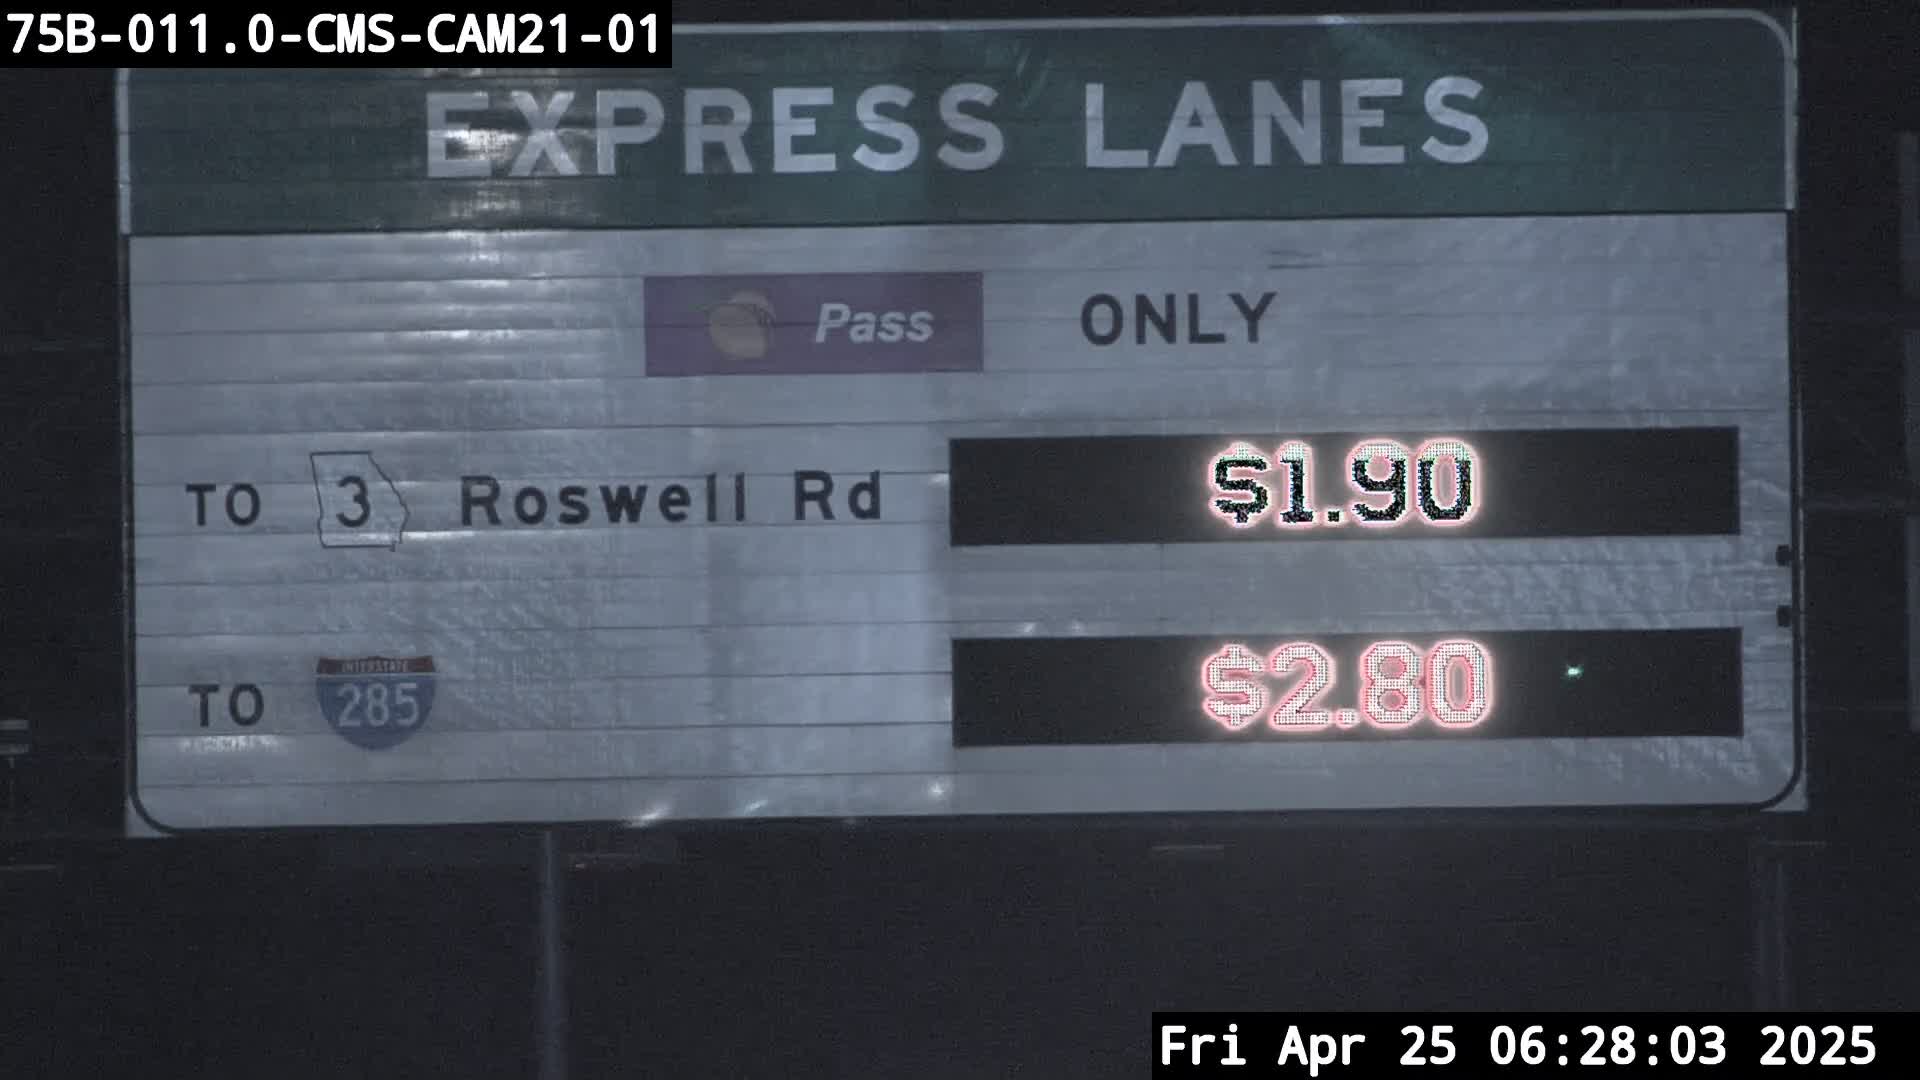 75B-011.0-CMS-CAM21-01
EXPRESS LANES
Pass ONLY
TO 3 Roswell Rd $1.90
INTERSTATE
TO 285 $2.80
Fri Apr 25 06:28:03 2025